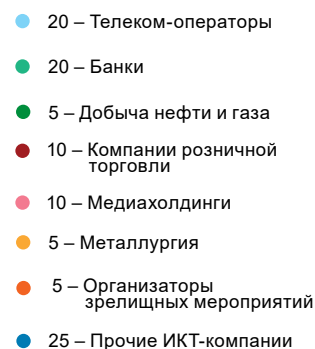 20 – Телеком-операторы
20 – Банки
5 – Добыча нефти и газа
10 – Компании розничной
торговли
10 – Медиахолдинги
5 – Металлургия
5 – Организаторы
зрелищных мероприятий
25 – Прочие ИКТ-компании